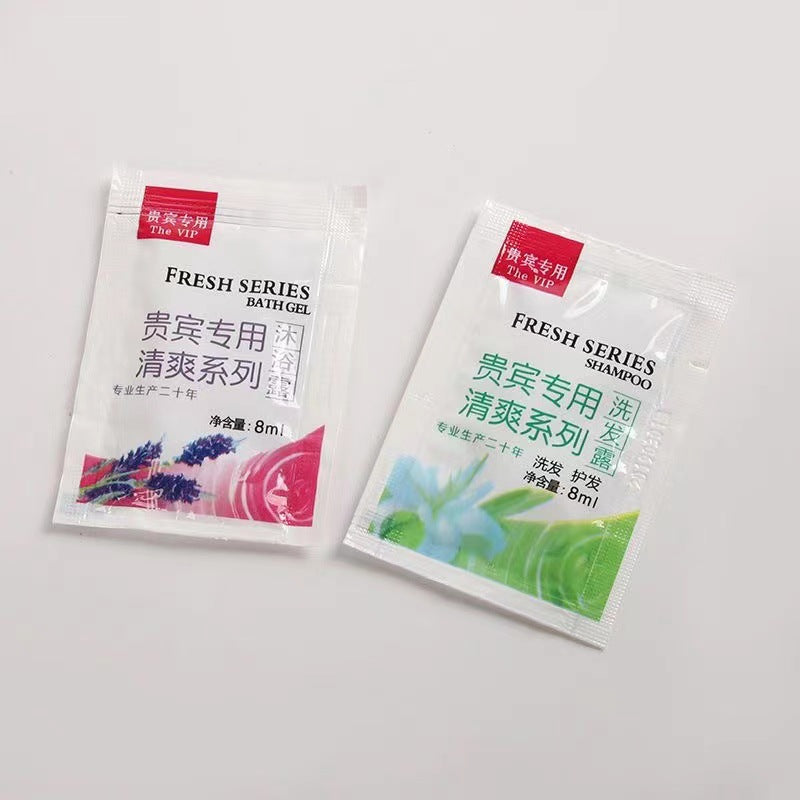 贵宾专用
The VIP
FRESH SERIES
BATH GEL
贵宾专用
清爽系列
沐浴露
专业生产二十年
净含量:8ml
贵宾专用
The VIP
FRESH SERIES
SHAMPOO
贵宾专用
清爽系列
洗发露
专业生产二十年
洗发 护发
净含量:8ml